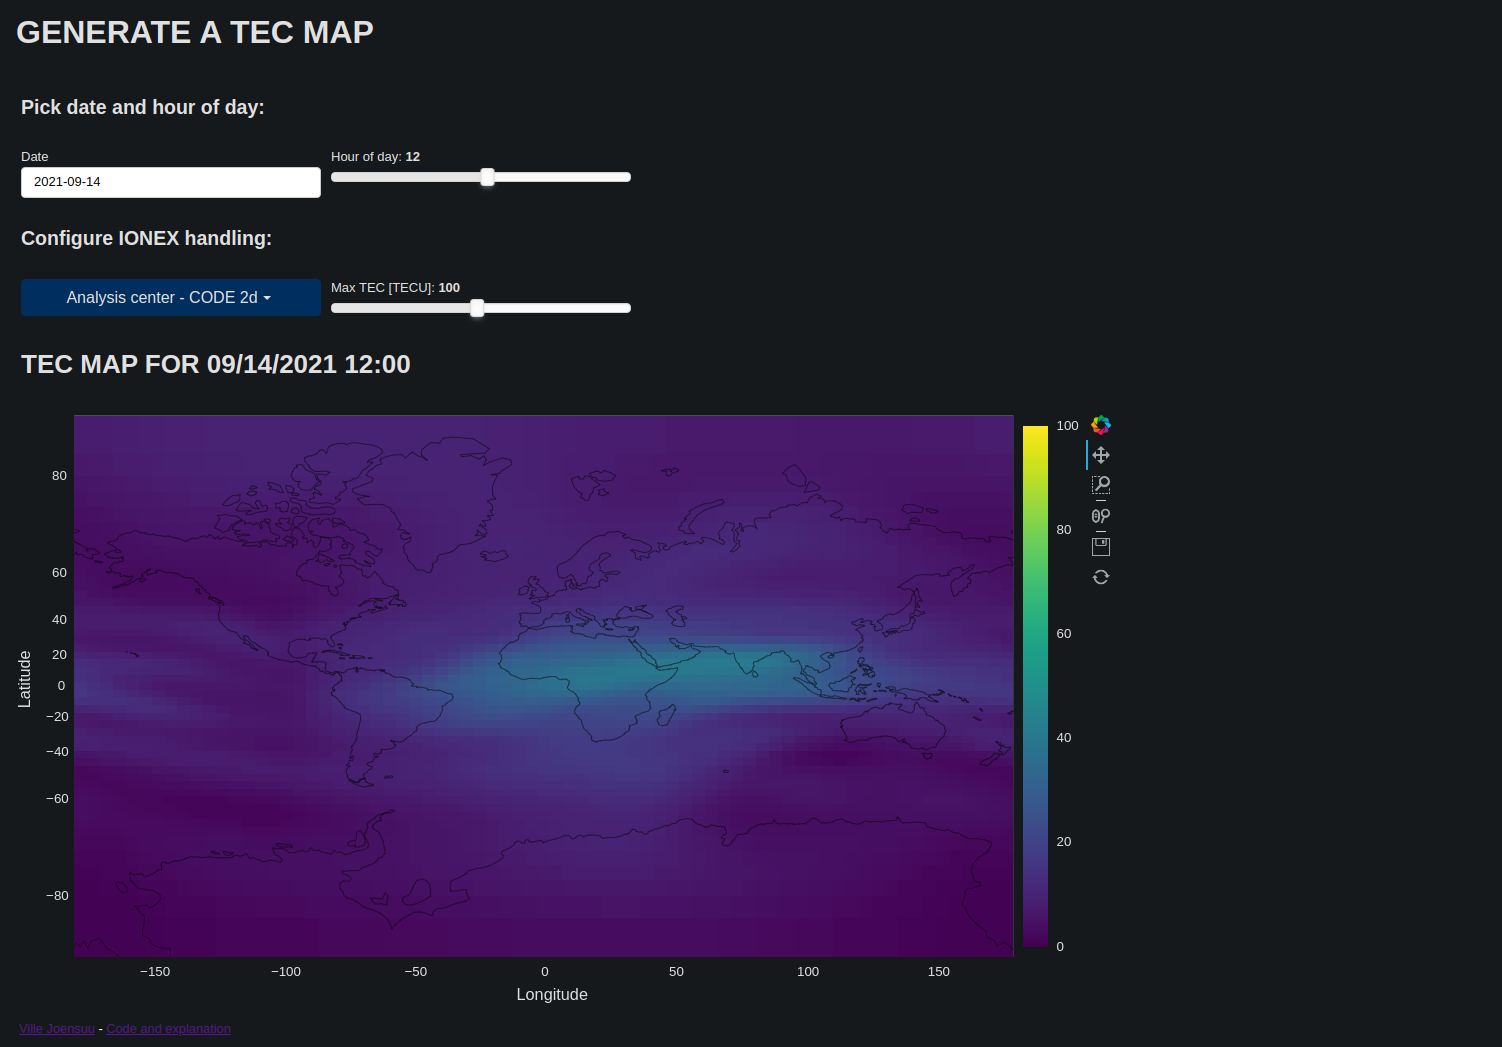 GENERATE A TEC MAP
Pick date and hour of day:
Date
Hour of day: 12
2021-09-14
Configure IONEX handling:
Analysis center - CODE 2d
Max TEC [TECU]: 100
TEC MAP FOR 09/14/2021 12:00
Latitude
80
60
40
20
0
−20
−40
−60
−80
−150
−100
−50
0
50
100
150
Longitude
100
80
60
40
20
0
Ville Joensuu - Code and explanation